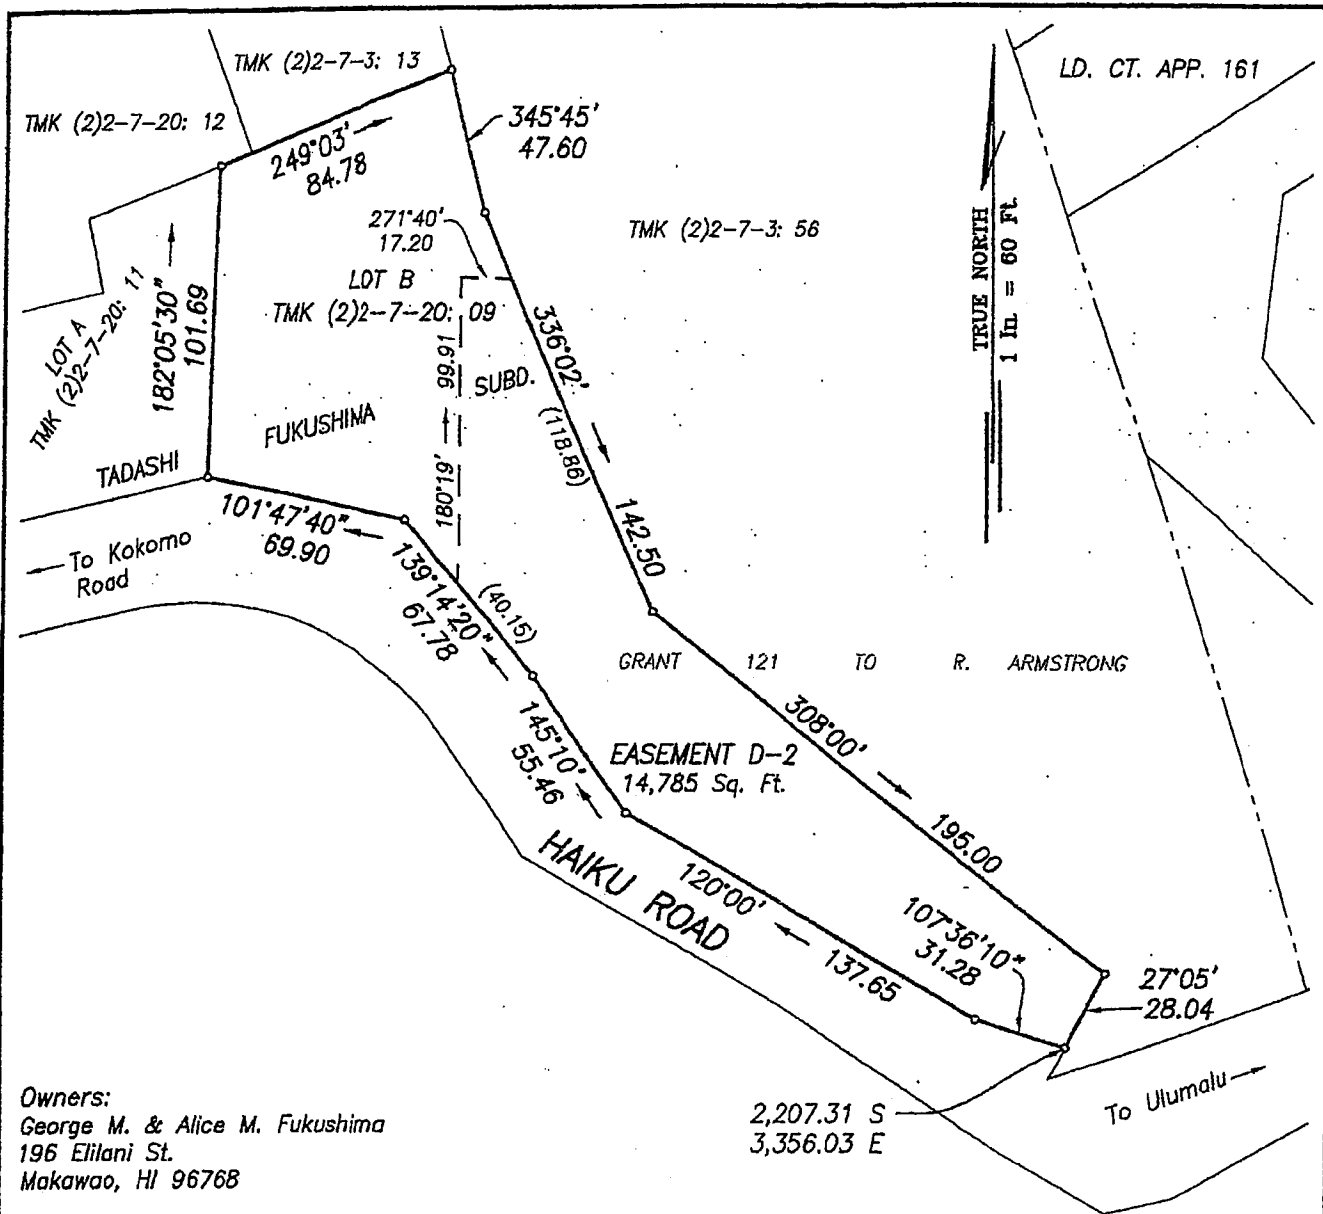 TMK (2)2-7-3: 13
LD. CT. APP. 161
TMK (2)2-7-20: 12
345°45'
47.60
249°03'
84.78
271°40'
17.20
TMK (2)2-7-3: 56
LOT B
TMK (2)2-7-20: 09
TRUE NORTH
1 In. = 60 Ft.
LOT A
TMK (2)2-7-20: 11
182°05'30"
101.69
336°02'
(118.86)
142.50
180°19'
99.91
SUBD.
FUKUSHIMA
TADASHI
101°47'40"
69.90
To Kokomo
Road
139°14'20"
67.78
(40.15)
GRANT 121 TO R. ARMSTRONG
145°10'
55.46
EASEMENT D-2
14,785 Sq. Ft.
308°00'
195.00
HAIKU ROAD
120°00'
137.65
107°36'10"
31.28
27°05'
28.04
To Ulumalu
2,207.31 S
3,356.03 E
Owners:
George M. & Alice M. Fukushima
196 Elilani St.
Makawao, HI 96768